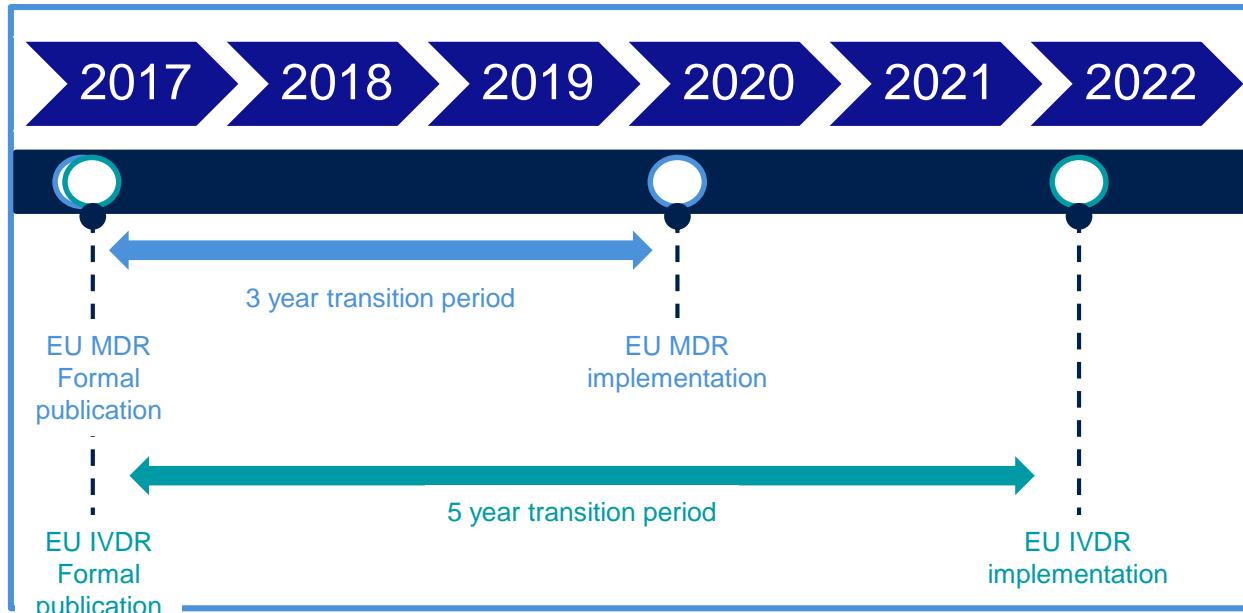 2017 2018 2019 2020 2021 2022
3 year transition period
EU MDR
Formal
publication
EU MDR
implementation
5 year transition period
EU IVDR
Formal
publication
EU IVDR
implementation